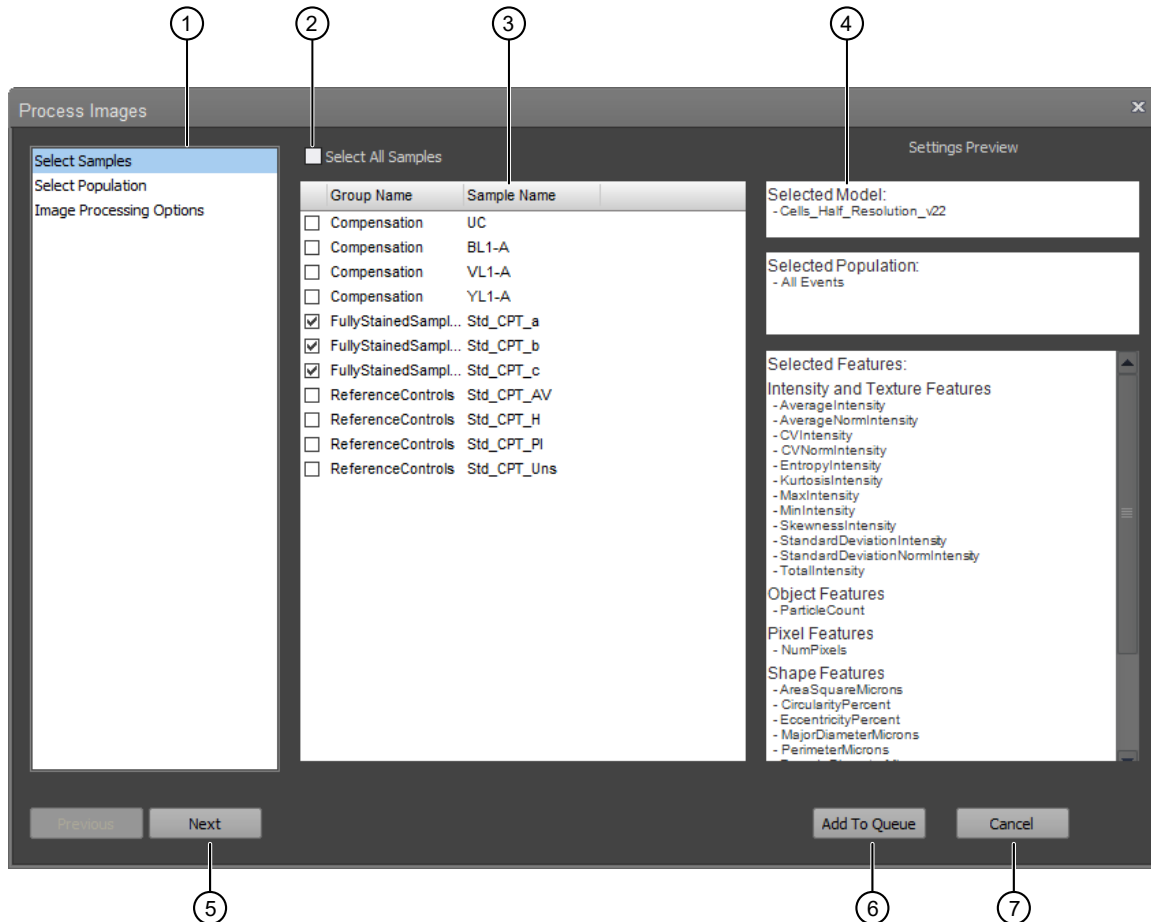 1
2
3
4
Process Images
Select Samples
Select Population
Image Processing Options
Select All Samples
Group Name Sample Name
Compensation UC
Compensation BL1-A
Compensation VL1-A
Compensation YL1-A
FullyStainedSampl... Std_CPT_a
FullyStainedSampl... Std_CPT_b
FullyStainedSampl... Std_CPT_c
ReferenceControls Std_CPT_AV
ReferenceControls Std_CPT_H
ReferenceControls Std_CPT_PI
ReferenceControls Std_CPT_Uns
Settings Preview
Selected Model:
- Cells_Half_Resolution_v22
Selected Population:
- All Events
Selected Features:
Intensity and Texture Features
- AverageIntensity
- AverageNormIntensity
- CVIntensity
- CVNormIntensity
- EntropyIntensity
- KurtosisIntensity
- MaxIntensity
- MinIntensity
- SkewnessIntensity
- StandardDeviationIntensity
- StandardDeviationNormIntensity
- TotalIntensity
Object Features
- ParticleCount
Pixel Features
- NumPixels
Shape Features
- AreaSquareMicrons
- CircularityPercent
- EccentricityPercent
- MajorDiameterMicrons
- PerimeterMicrons
Previous
Next
Add To Queue
Cancel
5
6
7